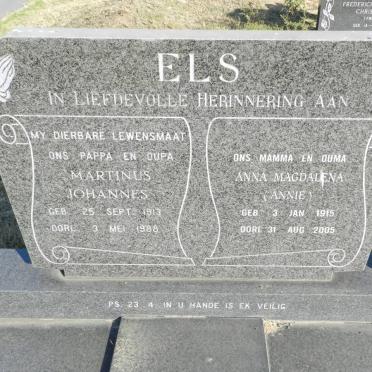 ELS
IN LIEFDEVOLLE HERINNERING AAN
MY DIERBARE LEWENSMAAT
ONS PAPPA EN OUPA
MARTINUS
JOHANNES
GEB. 25 SEPT. 1913
OORL. 3 MEI 1988
ONS MAMMA EN OUMA
ANNA MAGDALENA
(ANNIE)
GEB 3 JAN 1915
OORL 31 AUG 2005
PS. 23 4 IN U HANDE IS EK VEILIG
FREDERIC
CHRIS